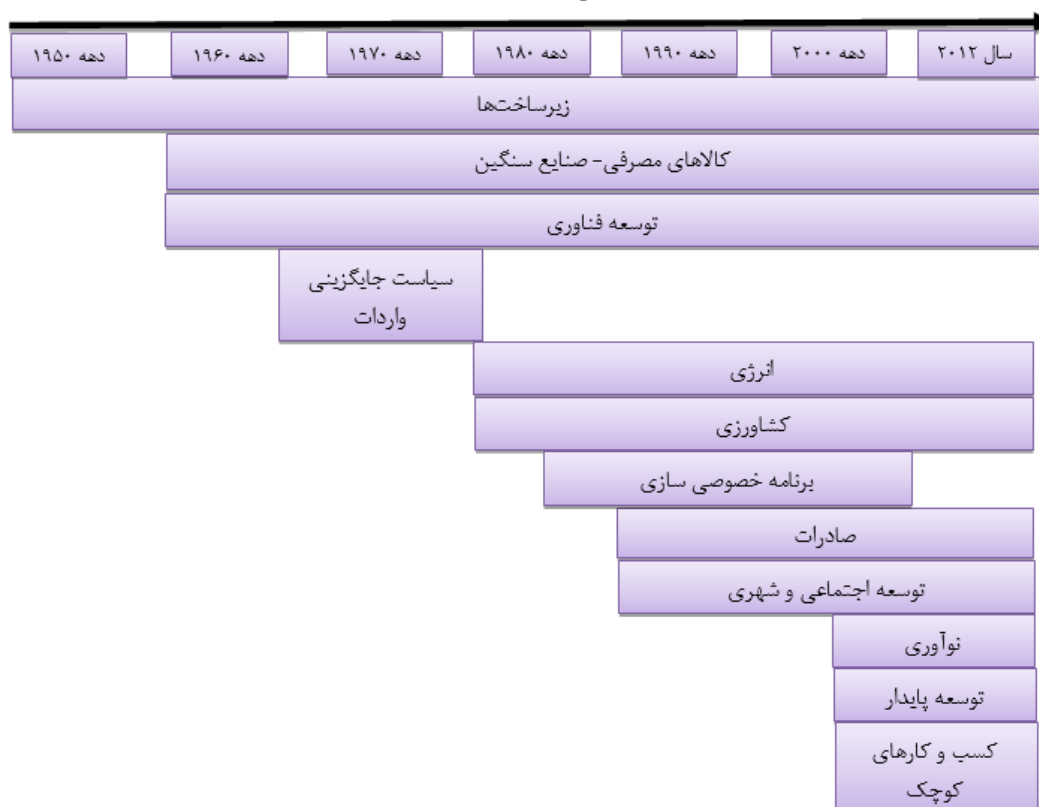 دهه ۱۹۵۰
دهه ۱۹۶۰
دهه ۱۹۷۰
دهه ۱۹۸۰
دهه ۱۹۹۰
دهه ۲۰۰۰
سال ۲۰۱۲
زیرساخت‌ها
کالاهای مصرفی- صنایع سنگین
توسعه فناوری
سیاست جایگزینی
واردات
انرژی
کشاورزی
برنامه خصوصی سازی
صادرات
توسعه اجتماعی و شهری
نوآوری
توسعه پایدار
کسب و کارهای
کوچک